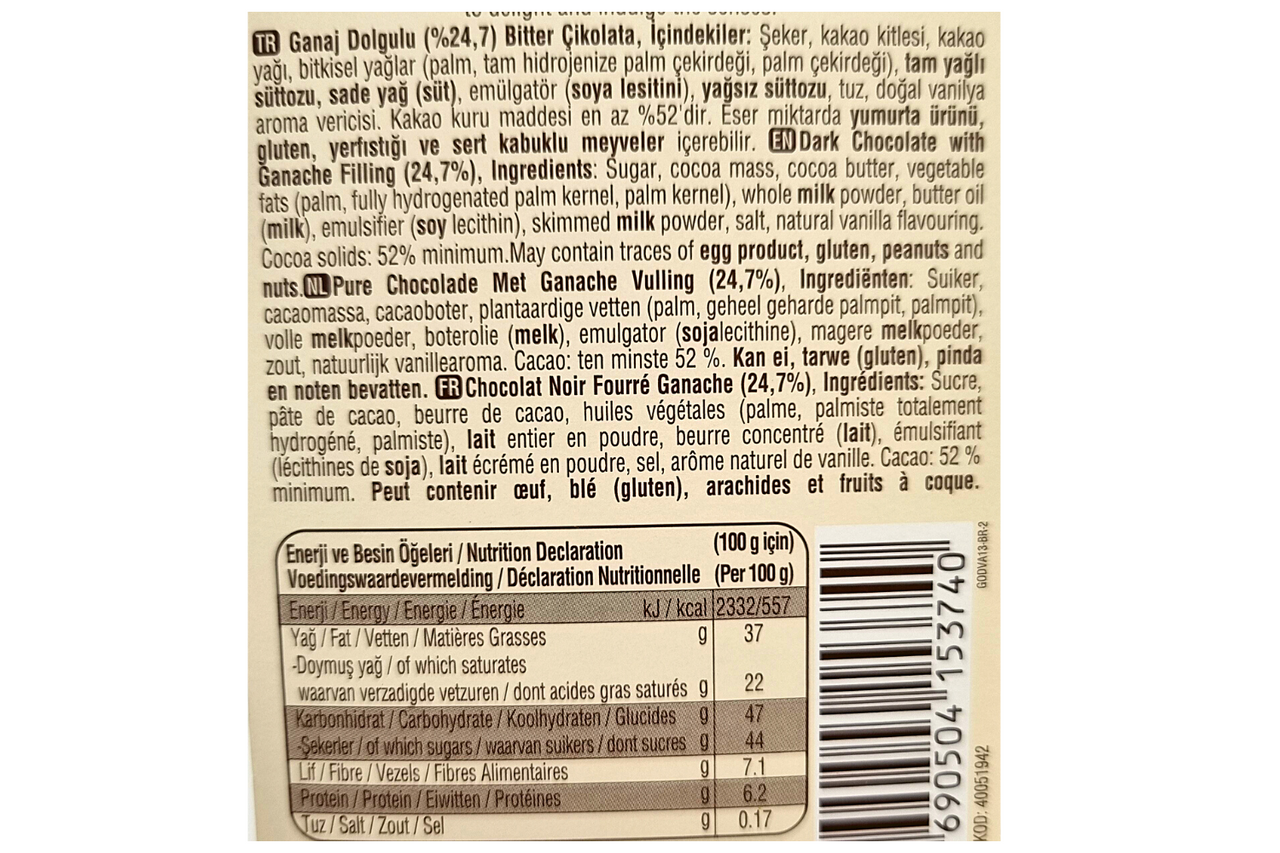 TR Ganaj Dolgulu (%24,7) Bitter Çikolata, İçindekiler: Şeker, kakao kitlesi, kakao
yağı, bitkisel yağlar (palm, tam hidrojenize palm çekirdeği, palm çekirdeği), tam yağlı
süttozu, sade yağ (süt), emülgatör (soya lesitini), yağsız süttozu, tuz, doğal vanilya
aroma vericisi. Kakao kuru maddesi en az %52'dir. Eser miktarda yumurta ürünü,
gluten, yerfıstığı ve sert kabuklu meyveler içerebilir. EN Dark Chocolate with
Ganache Filling (24,7%), Ingredients: Sugar, cocoa mass, cocoa butter, vegetable
fats (palm, fully hydrogenated palm kernel, palm kernel), whole milk powder, butter oil
(milk), emulsifier (soy lecithin), skimmed milk powder, salt, natural vanilla flavouring.
Cocoa solids: 52% minimum.May contain traces of egg product, gluten, peanuts and
nuts. NL Pure Chocolade Met Ganache Vulling (24,7%), Ingrediënten: Suiker,
cacaomassa, cacaoboter, plantaardige vetten (palm, geheel geharde palmpit, palmpit),
volle melkpoeder, boterolie (melk), emulgator (sojalecithine), magere melkpoeder,
zout, natuurlijk vanillearoma. Cacao: ten minste 52 %. Kan ei, tarwe (gluten), pinda
en noten bevatten. FR Chocolat Noir Fourré Ganache (24,7%), Ingrédients: Sucre,
pâte de cacao, beurre de cacao, huiles végétales (palme, palmiste totalement
hydrogéné, palmiste), lait entier en poudre, beurre concentré (lait), émulsifiant
(lécithines de soja), lait écrémé en poudre, sel, arôme naturel de vanille. Cacao: 52 %
minimum. Peut contenir œuf, blé (gluten), arachides et fruits à coque.
Enerji ve Besin Öğeleri / Nutrition Declaration (100 g için)
Voedingswaardevermelding / Déclaration Nutritionnelle (Per 100 g)
Enerji / Energy / Energie / Énergie kJ / kcal 2332/557
Yağ / Fat / Vetten / Matières Grasses g 37
-Doymuş yağ / of which saturates
waarvan verzadigde vetzuren / dont acides gras saturés g 22
Karbonhidrat / Carbohydrate / Koolhydraten / Glucides g 47
-Şekerler / of which sugars / waarvan suikers / dont sucres g 44
Lif / Fibre / Vezels / Fibres Alimentaires g 7.1
Protein / Protein / Eiwitten / Protéines g 6.2
Tuz / Salt / Zout / Sel g 0.17
8690504 153740
GODVA13-BR-2
KOD: 40051942